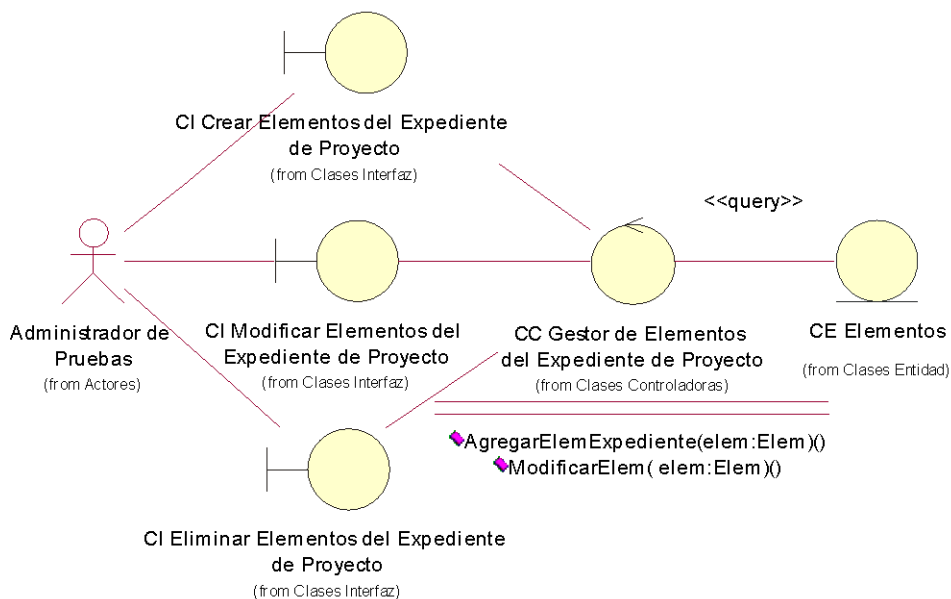 CI Crear Elementos del Expediente
de Proyecto
(from Clases Interfaz)
<<query>>
Administrador de
Pruebas
(from Actores)
CI Modificar Elementos del
Expediente de Proyecto
(from Clases Interfaz)
CC Gestor de Elementos
del Expediente de Proyecto
(from Clases Controladoras)
CE Elementos
(from Clases Entidad)
AgregarElemExpediente(elem:Elem)()
ModificarElem( elem:Elem)()
CI Eliminar Elementos del Expediente
de Proyecto
(from Clases Interfaz)